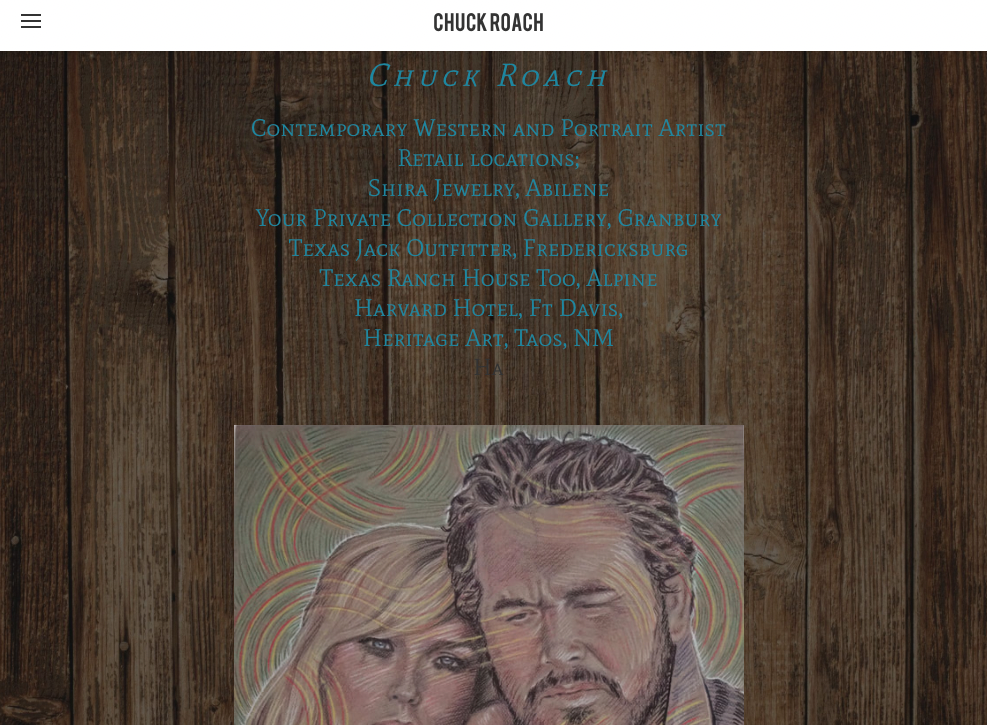 CHUCK ROACH
Chuck Roach
Contemporary Western and Portrait Artist
Retail locations;
Shira Jewelry, Abilene
Your Private Collection Gallery, Granbury
Texas Jack Outfitter, Fredericksburg
Texas Ranch House Too, Alpine
Harvard Hotel, Ft Davis,
Heritage Art, Taos, NM
A